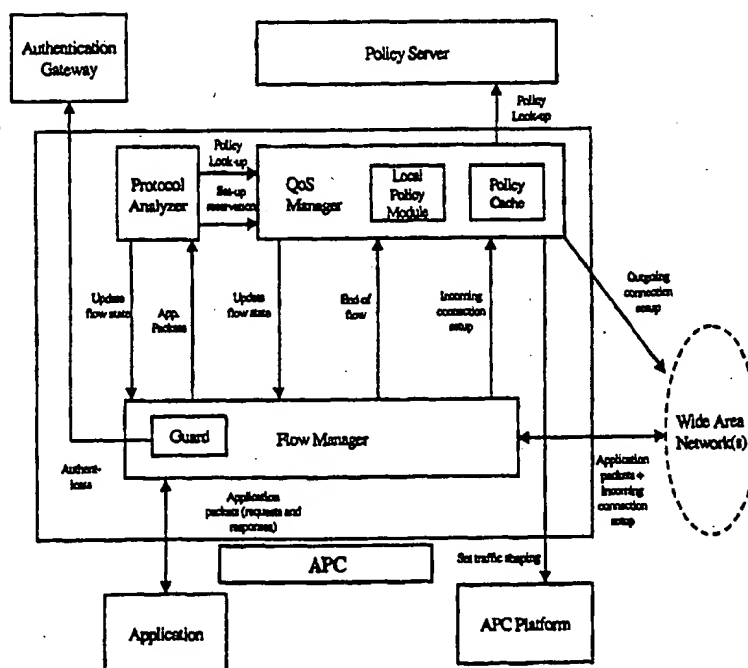 Authentication
Gateway
Policy Server
Policy
Look-up
Policy
Look-up
Protocol
Analyzer
Set-up
reservation
QoS
Manager
Local
Policy
Module
Policy
Cache
Update
flow state
App.
Packets
Update
flow state
End of
flow
Incoming
connection
setup
Outgoing
connection
setup
Guard
Flow Manager
Wide Area
Network(s)
Authent-
Application
packets (requests and
responses)
Application
packets +
Incoming
connection
setup
APC
Set traffic shaping
Application
APC Platform